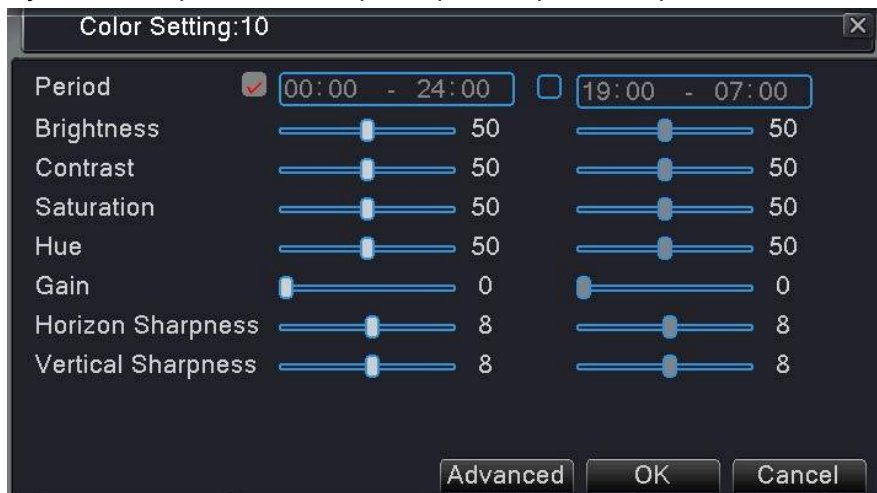 Color Setting:10
Period 00:00 - 24:00 19:00 - 07:00
Brightness 50 50
Contrast 50 50
Saturation 50 50
Hue 50 50
Gain 0 0
Horizon Sharpness 8 8
Vertical Sharpness 8 8
Advanced OK Cancel